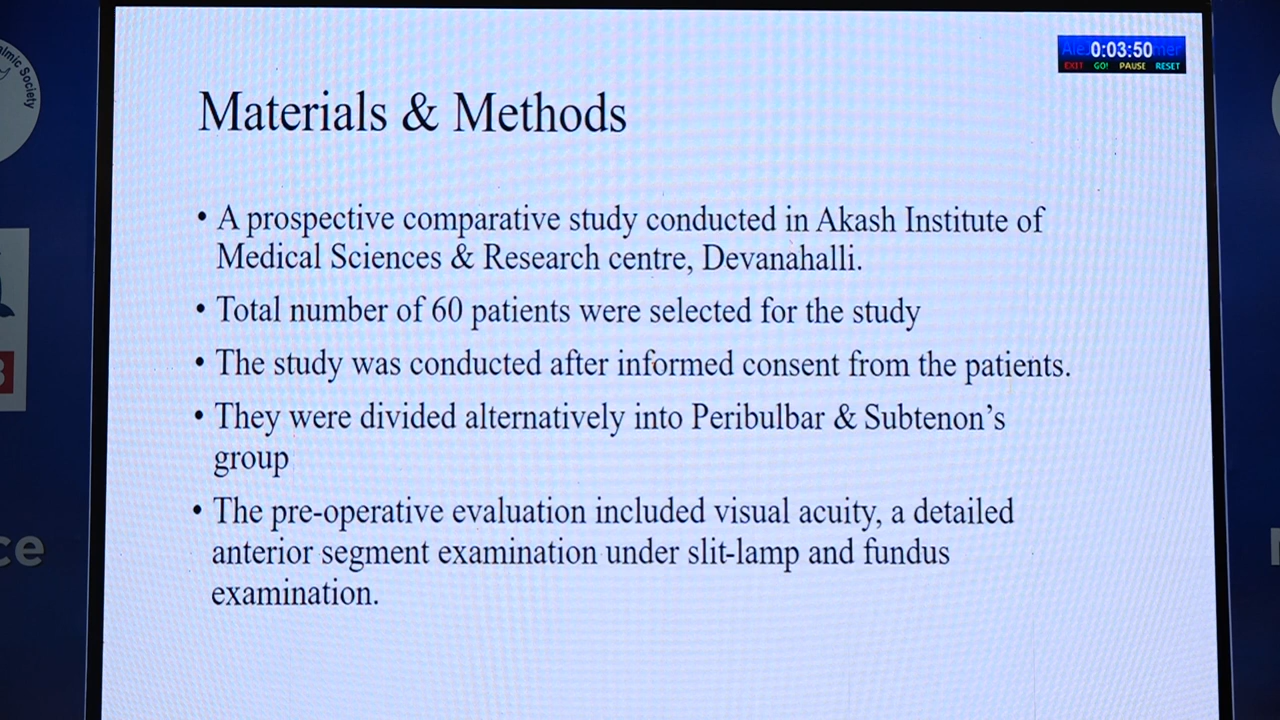 almic Society
0:03:50
EXIT GO! PAUSE RESET
Materials & Methods
• A prospective comparative study conducted in Akash Institute of
Medical Sciences & Research centre, Devanahalli.
• Total number of 60 patients were selected for the study
• The study was conducted after informed consent from the patients.
• They were divided alternatively into Peribulbar & Subtenon’s
group
• The pre-operative evaluation included visual acuity, a detailed
anterior segment examination under slit-lamp and fundus
examination.
ce